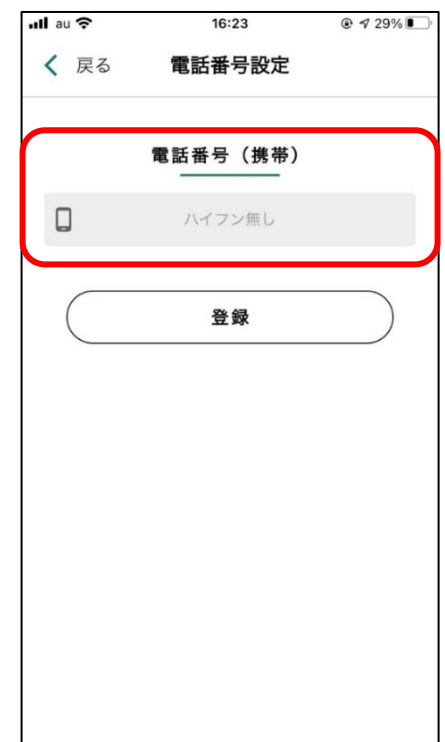 au 16:23 29%
戻る 電話番号設定
電話番号（携帯）
ハイフン無し
登録